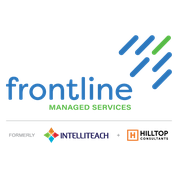 frontline
MANAGED SERVICES
FORMERLY INTELLITEACH + H HILLTOP
CONSULTANTS